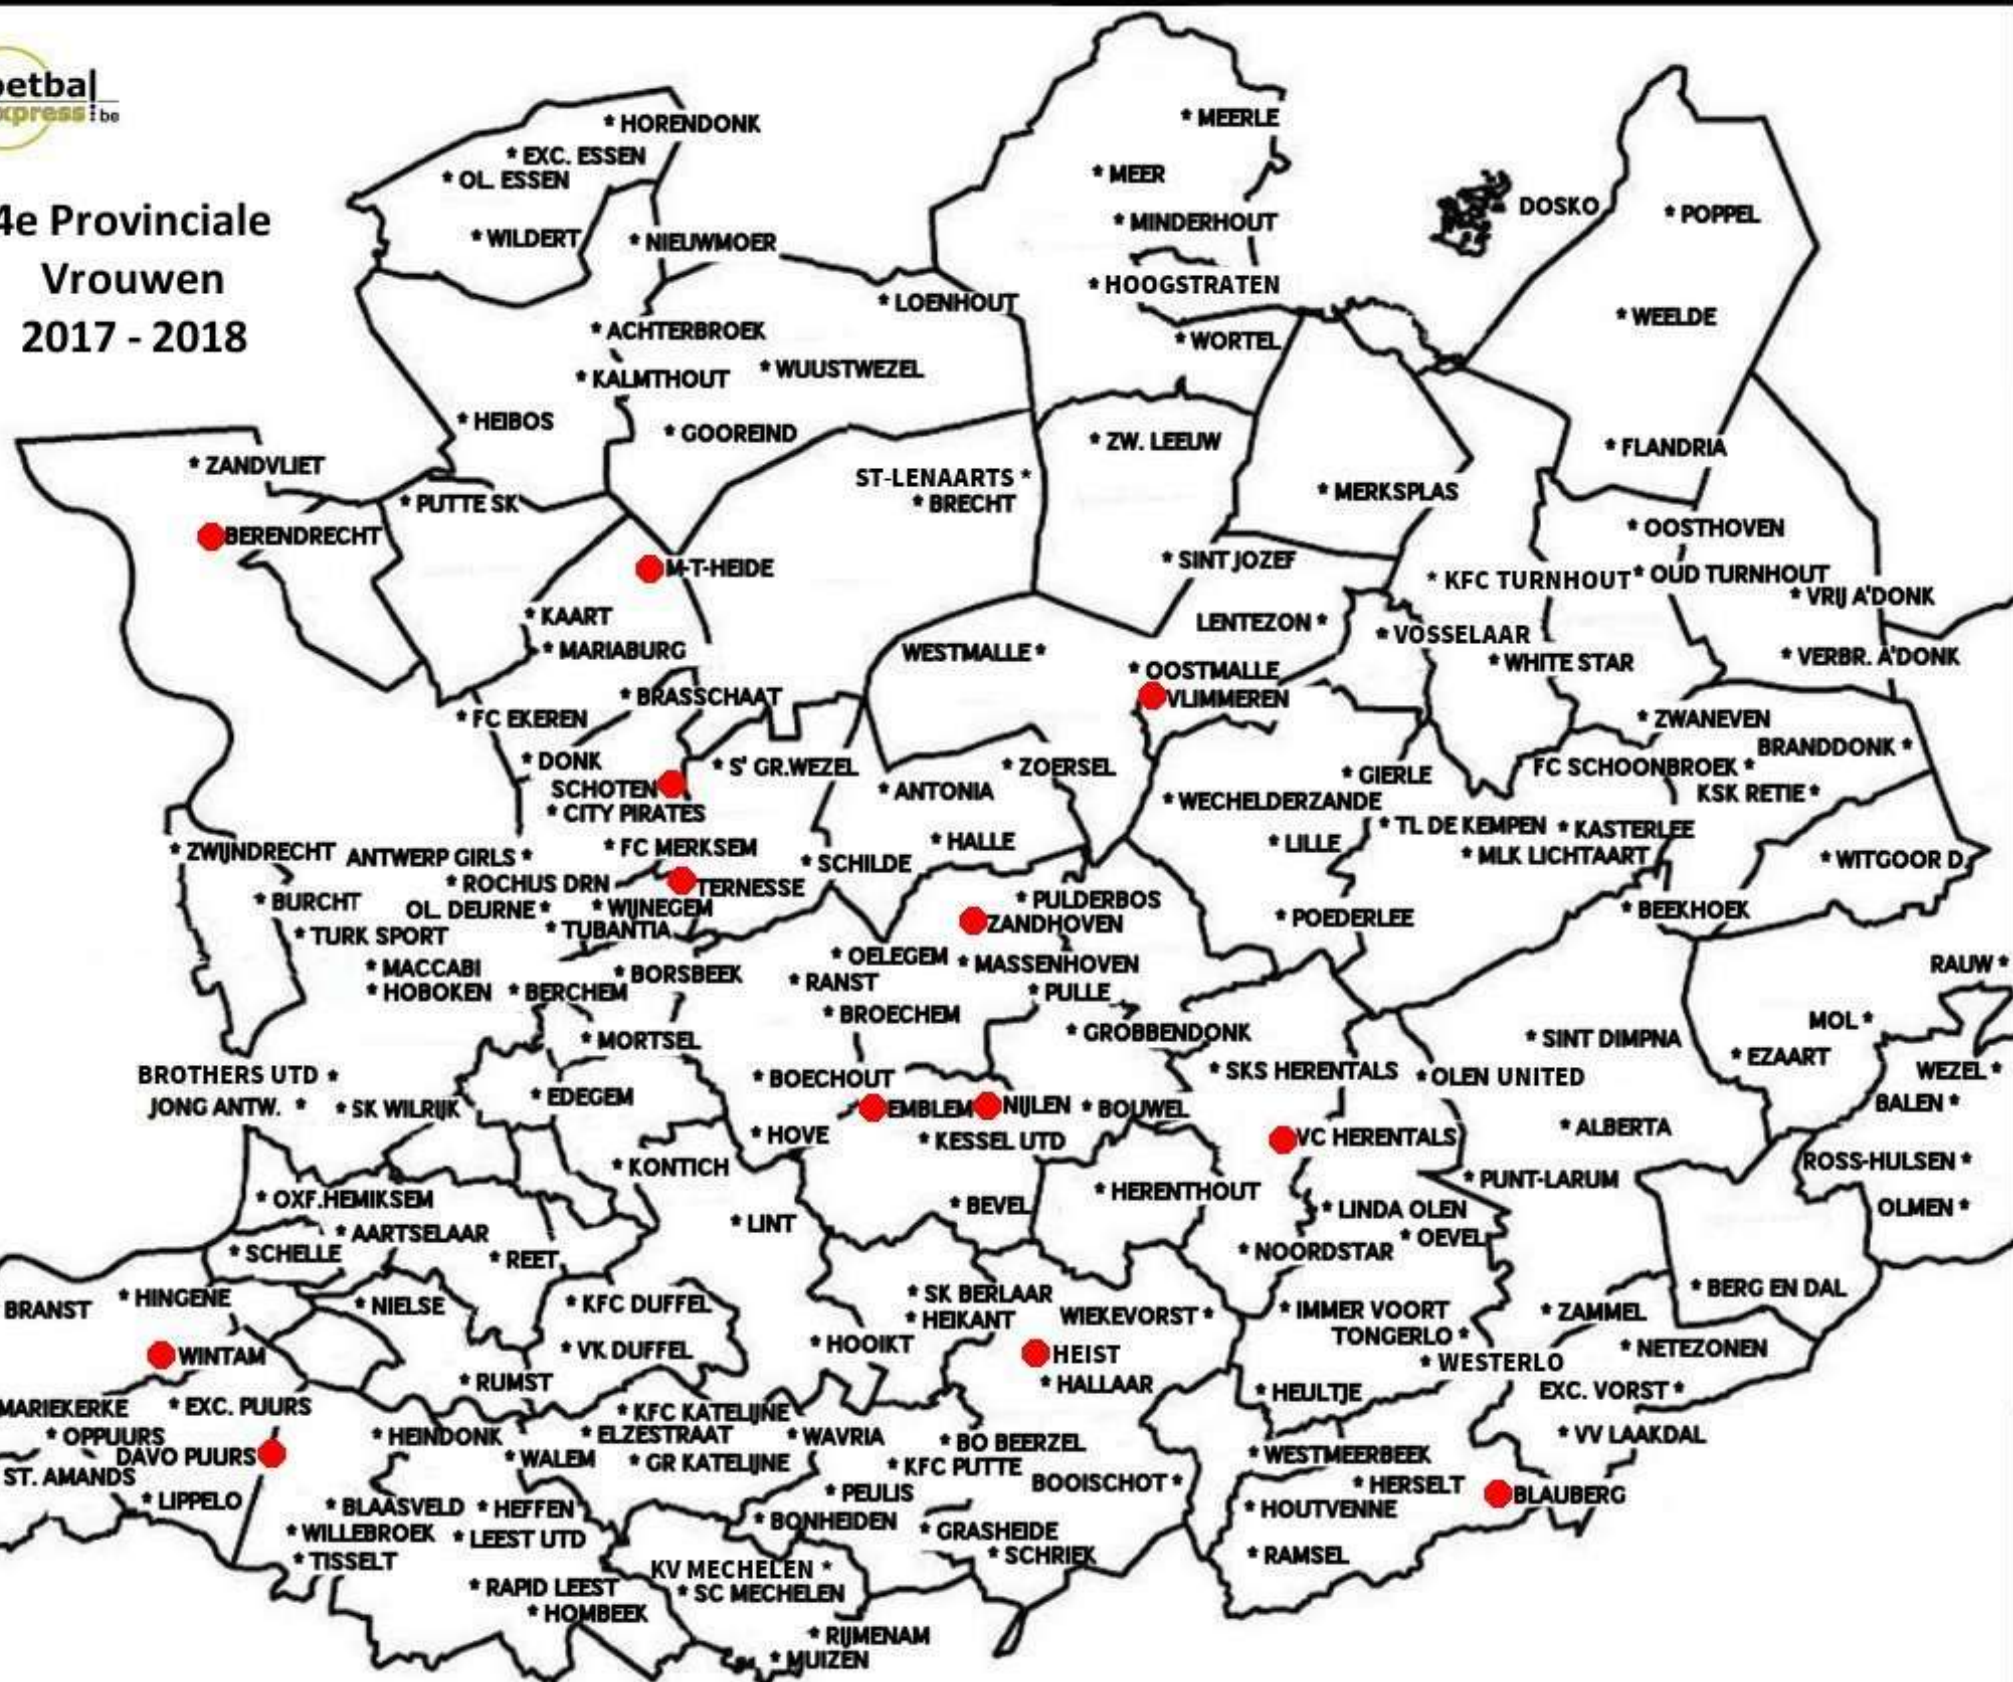 oetbal
xpress.be
4e Provinciale
Vrouwen
2017 - 2018
* HORENDONK
* EXC. ESSEN
* OL. ESSEN
* WILDERT
* NIEUWMOER
* MEERLE
* MEER
* MINDERHOUT
* HOOGSTRATEN
* WORTEL
DOSKO
* POPPEL
* WEELDE
* LOENHOUT
* ACHTERBROEK
* WUUSTWEZEL
* KALMTHOUT
* HEIBOS
* GOOREIND
* ZW. LEEUW
* FLANDRIA
* ZANDVLIET
ST-LENAARTS *
* BRECHT
* PUTTE SK
* MERKSPLAS
BERENDRECHT
M-T-HEIDE
* OOSTHOVEN
* SINT JOZEF
* KFC TURNHOUT
* OUD TURNHOUT
* VRIJ A'DONK
* KAART
* MARIABURG
LENTEZON *
* VOSSELAAR
WESTMALLE *
* WHITE STAR
* VERBR. A'DONK
* OOSTMALLE
VLIMMEREN
* BRASSCHAAT
* FC EKEREN
* ZWANEVEN
BRANDDONK *
* DONK
* S' GR.WEZEL
* ZOERSEL
* GIERLE
FC SCHOONBROEK *
SCHOTEN
* ANTONIA
* WECHELDERZANDE
KSK RETIE *
* CITY PIRATES
* TL DE KEMPEN
* KASTERLEE
* ZWIJNDRECHT
ANTWERP GIRLS *
* FC MERKSEM
* SCHILDE
* HALLE
* LILLE
* MLK LICHTAART
* WITGOOR D.
* ROCHUS DRN
TERNESSE
* BURCHT
OL. DEURNE *
* WIJNEGEM
* PULDERBOS
ZANDHOVEN
* POEDERLEE
* BEEKHOEK
* TURK SPORT
* TUBANTIA
* OELEGEM
* MASSENHOVEN
RAUW *
* MACCABI
* BORSBEEK
* RANST
* HOBOKEN
* BERCHEM
* PULLE
* BROECHEM
* GROBBENDONK
MOL *
* MORTSEL
* SINT DIMPNA
* EZAART
BROTHERS UTD *
* BOECHOUT
* SKS HERENTALS
* OLEN UNITED
WEZEL *
JONG ANTW. *
* SK WILRIJK
* EDEGEM
EMBLEM
NIJLEN
* BOUWEL
BALEN *
* HOVE
* KESSEL UTD
VC HERENTALS
* ALBERTA
* KONTICH
ROSS-HULSEN *
* OXF.HEMIKSEM
* BEVEL
* HERENTHOUT
* PUNT-LARUM
OLMEN *
* AARTSELAAR
* LINT
* LINDA OLEN
* SCHELLE
* REET
* NOORDSTAR
* OEVEL
BRANST
* HINGENE
* NIELSE
* KFC DUFFEL
* SK BERLAAR
* HEIKANT
WIEKEVORST *
* IMMER VOORT
* ZAMMEL
* BERG EN DAL
TONGERLO *
* HOOIKT
WINTAM
* VK DUFFEL
HEIST
* WESTERLO
* NETEZONEN
* RUMST
* HALLAAR
* HEULTJE
EXC. VORST *
MARIEKERKE
* EXC. PUURS
* KFC KATELIJNE
* OPPUURS
* HEINDONK
* ELZESTRAAT
* WAVRIA
* BO BEERZEL
* VV LAAKDAL
DAVO PUURS
* WALEM
* GR KATELIJNE
* KFC PUTTE
* WESTMEERBEEK
ST. AMANDS
BOOISCHOT *
* HERSELT
BLAUBERG
* LIPPELO
* BLAASVELD
* HEFFEN
* PEULIS
* HOUTVENNE
* WILLEBROEK
* LEEST UTD
* BONHEIDEN
* GRASHEIDE
* TISSELT
* SCHRIEK
* RAMSEL
KV MECHELEN *
* RAPID LEEST
* SC MECHELEN
* HOMBEEK
* RIJMENAM
* MUIZEN